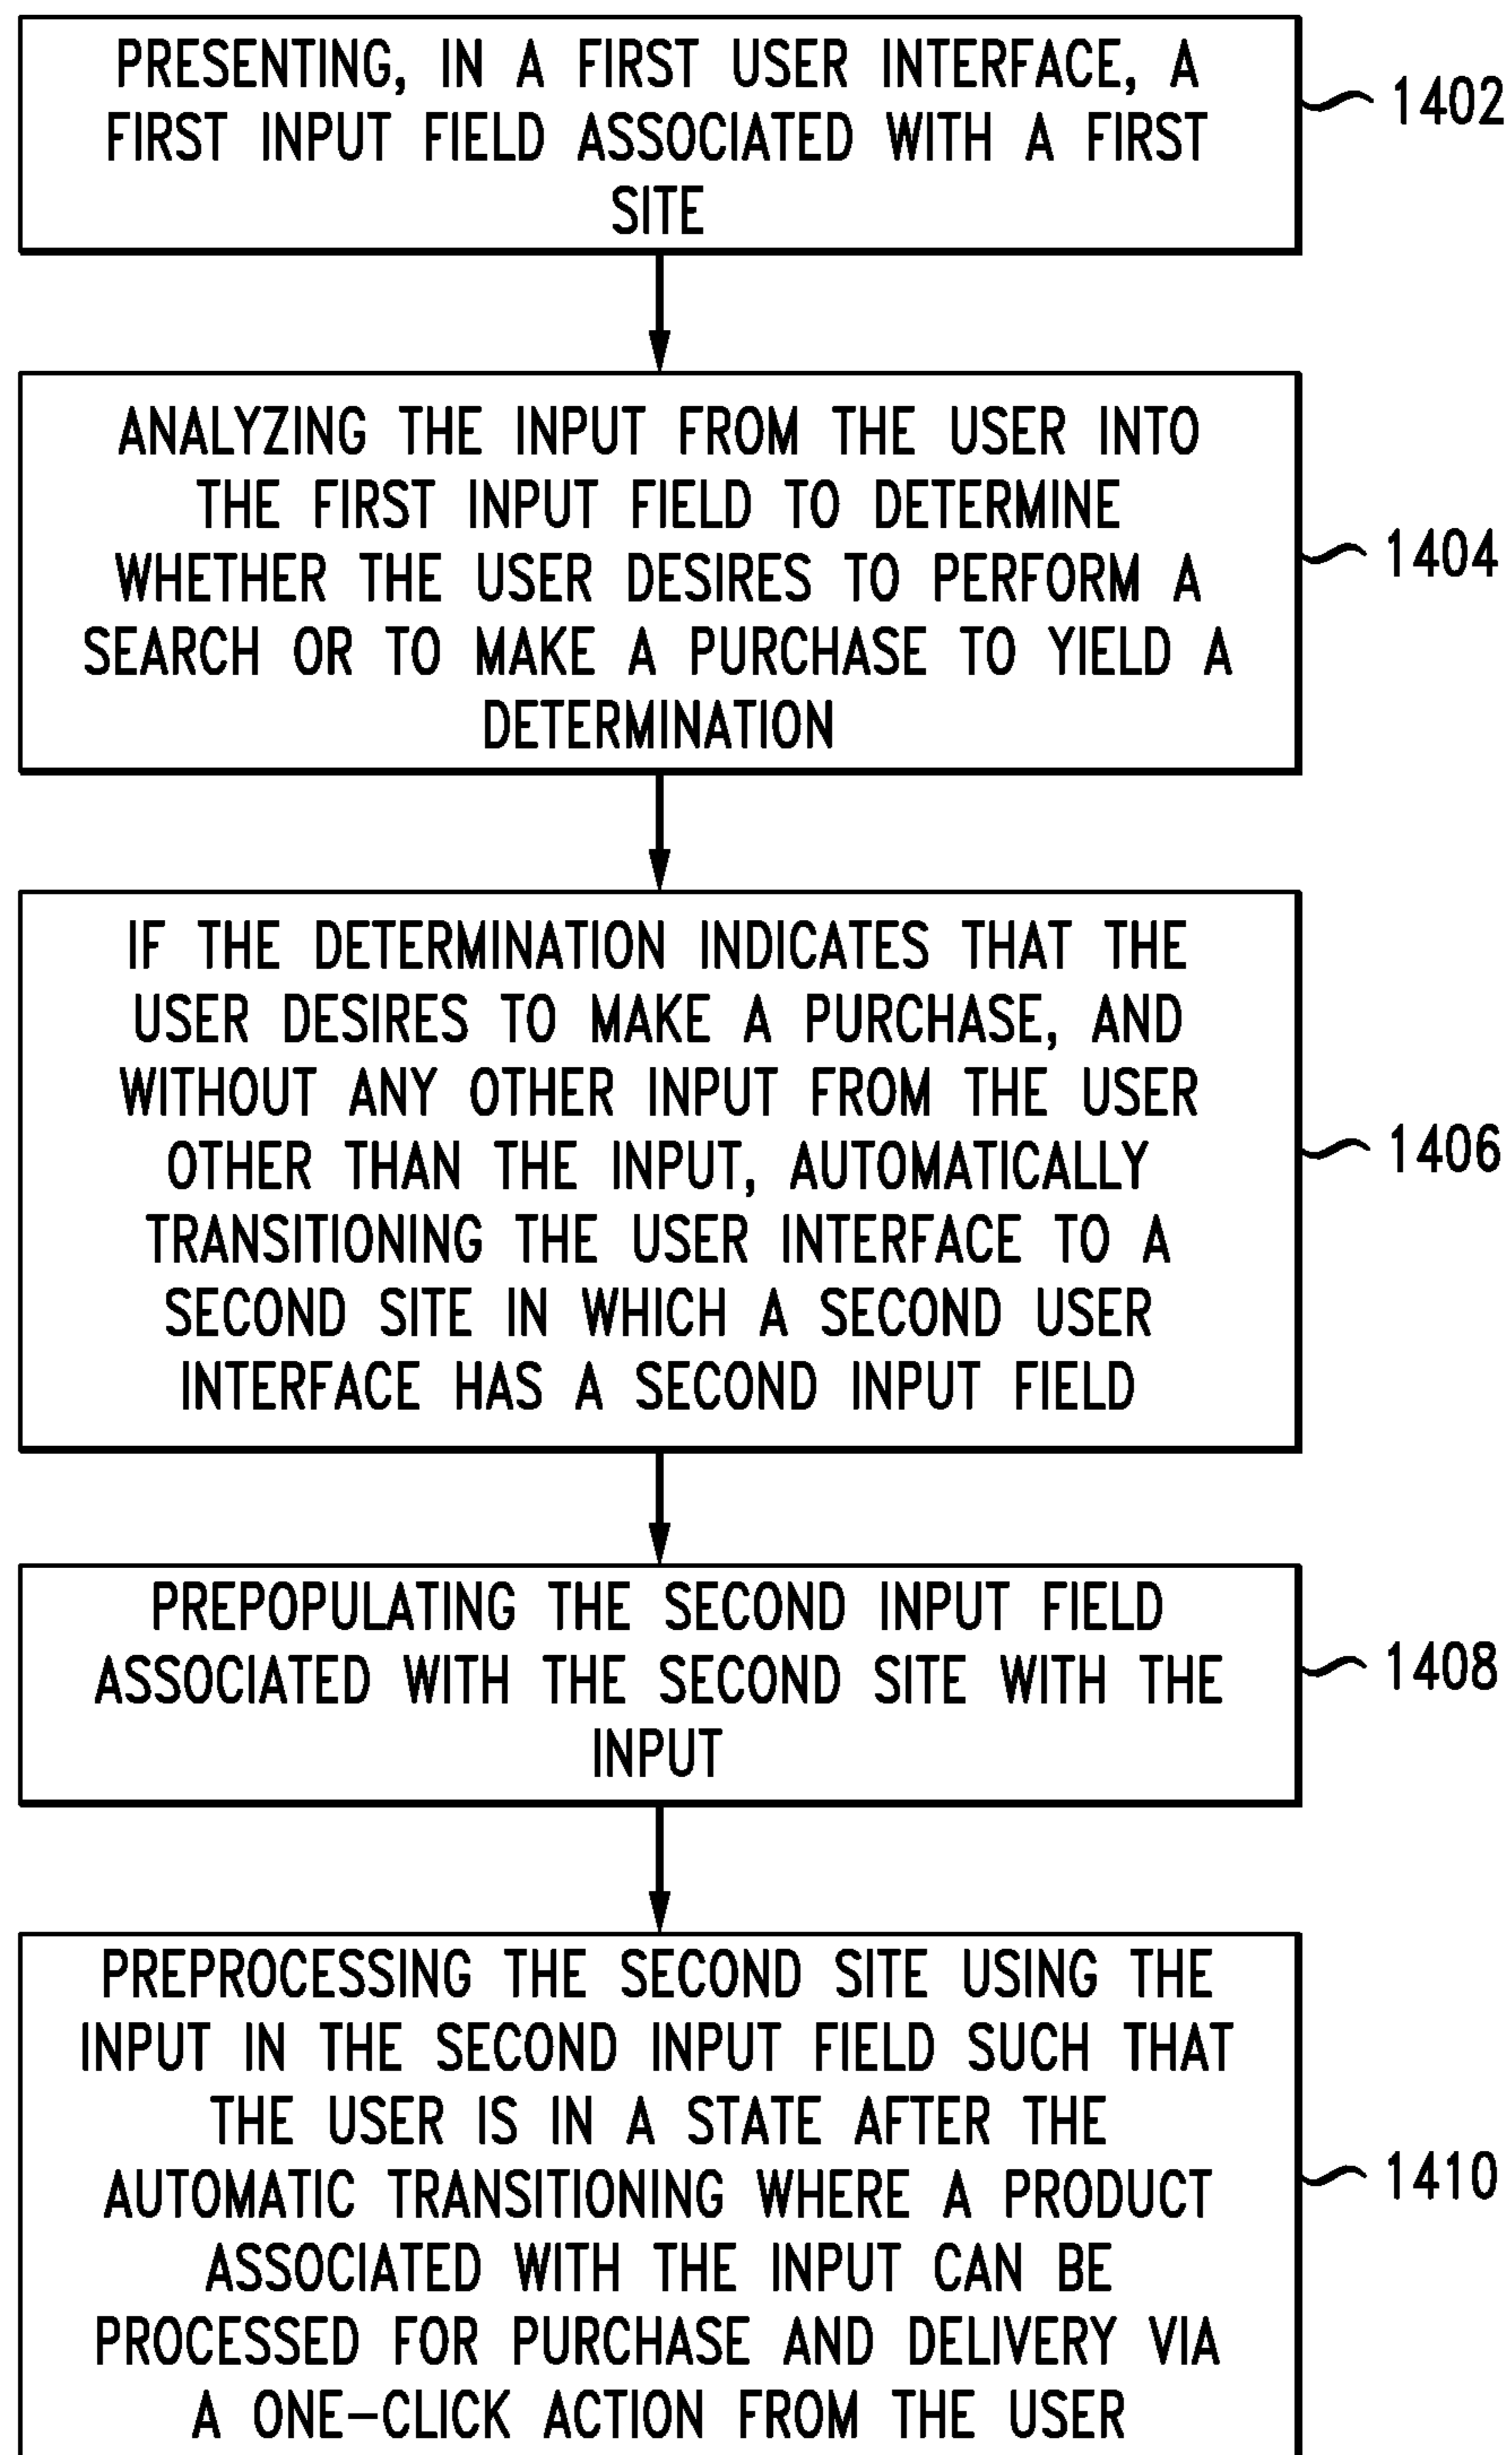 PRESENTING, IN A FIRST USER INTERFACE, A
FIRST INPUT FIELD ASSOCIATED WITH A FIRST
SITE
1402
ANALYZING THE INPUT FROM THE USER INTO
THE FIRST INPUT FIELD TO DETERMINE
WHETHER THE USER DESIRES TO PERFORM A
SEARCH OR TO MAKE A PURCHASE TO YIELD A
DETERMINATION
1404
IF THE DETERMINATION INDICATES THAT THE
USER DESIRES TO MAKE A PURCHASE, AND
WITHOUT ANY OTHER INPUT FROM THE USER
OTHER THAN THE INPUT, AUTOMATICALLY
TRANSITIONING THE USER INTERFACE TO A
SECOND SITE IN WHICH A SECOND USER
INTERFACE HAS A SECOND INPUT FIELD
1406
PREPOPULATING THE SECOND INPUT FIELD
ASSOCIATED WITH THE SECOND SITE WITH THE
INPUT
1408
PREPROCESSING THE SECOND SITE USING THE
INPUT IN THE SECOND INPUT FIELD SUCH THAT
THE USER IS IN A STATE AFTER THE
AUTOMATIC TRANSITIONING WHERE A PRODUCT
ASSOCIATED WITH THE INPUT CAN BE
PROCESSED FOR PURCHASE AND DELIVERY VIA
A ONE-CLICK ACTION FROM THE USER
1410